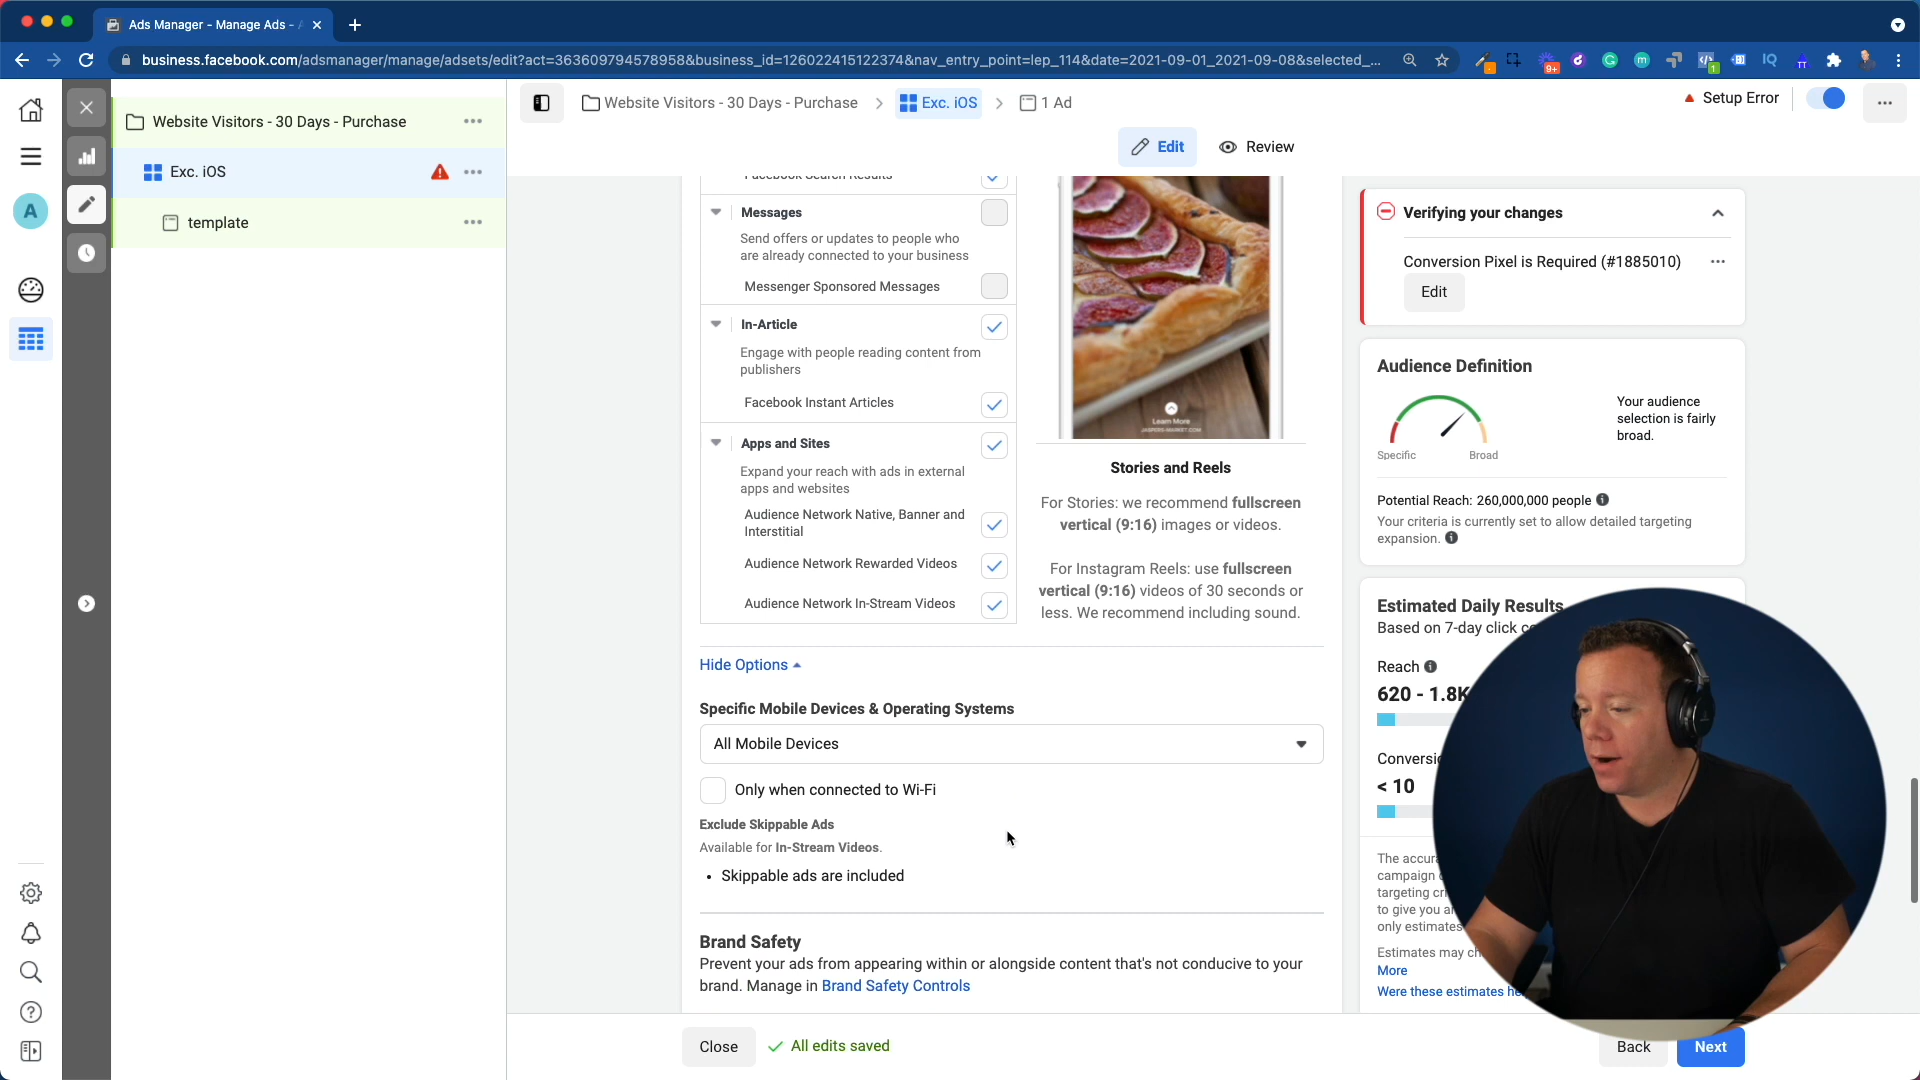 Ads Manager - Manage Ads - A
business.facebook.com/adsmanager/manage/adsets/edit?act=363609794578958&business_id=126022415122374&nav_entry_point=lep_114&date=2021-09-01_2021-09-08&selected_...
9+
1
IQ
A
Website Visitors - 30 Days - Purchase
Exc. iOS
template
Website Visitors - 30 Days - Purchase
Exc. iOS
1 Ad
Setup Error
Edit
Review
Facebook Search Results
Messages
Send offers or updates to people who
are already connected to your business
Messenger Sponsored Messages
In-Article
Engage with people reading content from
publishers
Facebook Instant Articles
Apps and Sites
Expand your reach with ads in external
apps and websites
Audience Network Native, Banner and
Interstitial
Audience Network Rewarded Videos
Audience Network In-Stream Videos
Learn More
JASPERS-MARKET.COM
Stories and Reels
For Stories: we recommend fullscreen
vertical (9:16) images or videos.
For Instagram Reels: use fullscreen
vertical (9:16) videos of 30 seconds or
less. We recommend including sound.
Hide Options
Specific Mobile Devices & Operating Systems
All Mobile Devices
Only when connected to Wi-Fi
Exclude Skippable Ads
Available for In-Stream Videos.
• Skippable ads are included
Brand Safety
Prevent your ads from appearing within or alongside content that's not conducive to your
brand. Manage in Brand Safety Controls
Close
All edits saved
Back
Next
Verifying your changes
Conversion Pixel is Required (#1885010)
Edit
Audience Definition
Your audience
selection is fairly
broad.
Specific
Broad
Potential Reach: 260,000,000 people
Your criteria is currently set to allow detailed targeting
expansion.
Estimated Daily Results
Based on 7-day click
Reach
620 - 1.8K
< 10
The
campaign
targeting
to give you
only estimates
Estimates may
More
Were these estimates